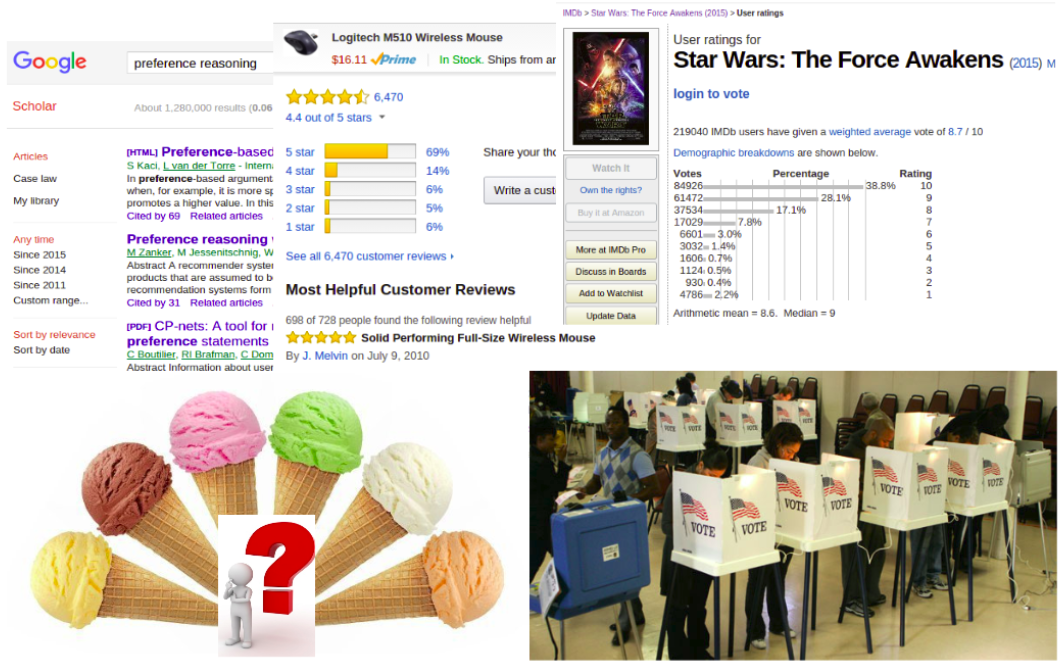 Google
preference reasoning
Scholar
About 1,280,000 results (0.06
Articles
Case law
My library
Any time
Since 2015
Since 2014
Since 2011
Custom range...
Sort by relevance
Sort by date
[HTML] Preference-based
S Kaci, L van der Torre - Intern
In preference-based argument
when, for example, it is more sp
promotes a higher value. In this
Cited by 69 Related articles
Preference reasoning
M Zanker, M Jessenitschnig, W
Abstract A recommender syste
products that are assumed to b
recommendation systems form
Cited by 31 Related articles
[PDF] CP-nets: A tool for
preference statements
C Boutilier, RI Brafman, C Dom
Abstract Information about user
Logitech M510 Wireless Mouse
$16.11 Prime In Stock. Ships from
6,470
4.4 out of 5 stars
5 star 69%
4 star 14%
3 star 6%
2 star 5%
1 star 6%
See all 6,470 customer reviews
Share your tho
Write a cust
Most Helpful Customer Reviews
698 of 728 people found the following review helpful
Solid Performing Full-Size Wireless Mouse
By J. Melvin on July 9, 2010
IMDb > Star Wars: The Force Awakens (2015) > User ratings
User ratings for
Star Wars: The Force Awakens (2015) M
login to vote
219040 IMDb users have given a weighted average vote of 8.7 / 10
Demographic breakdowns are shown below.
Votes Percentage Rating
84926 38.8% 10
61472 28.1% 9
37534 17.1% 8
17029 7.8% 7
6601 3.0% 6
3032 1.4% 5
1606 0.7% 4
1124 0.5% 3
930 0.4% 2
4786 2.2% 1
Arithmetic mean = 8.6. Median = 9
Watch it
Own the rights?
Buy it at Amazon
More at IMDb Pro
Discuss in Boards
Add to Watchlist
Update Data
?
VOTE
VOTE
VOTE
VOTE
VOTE
VOTE
VOTE